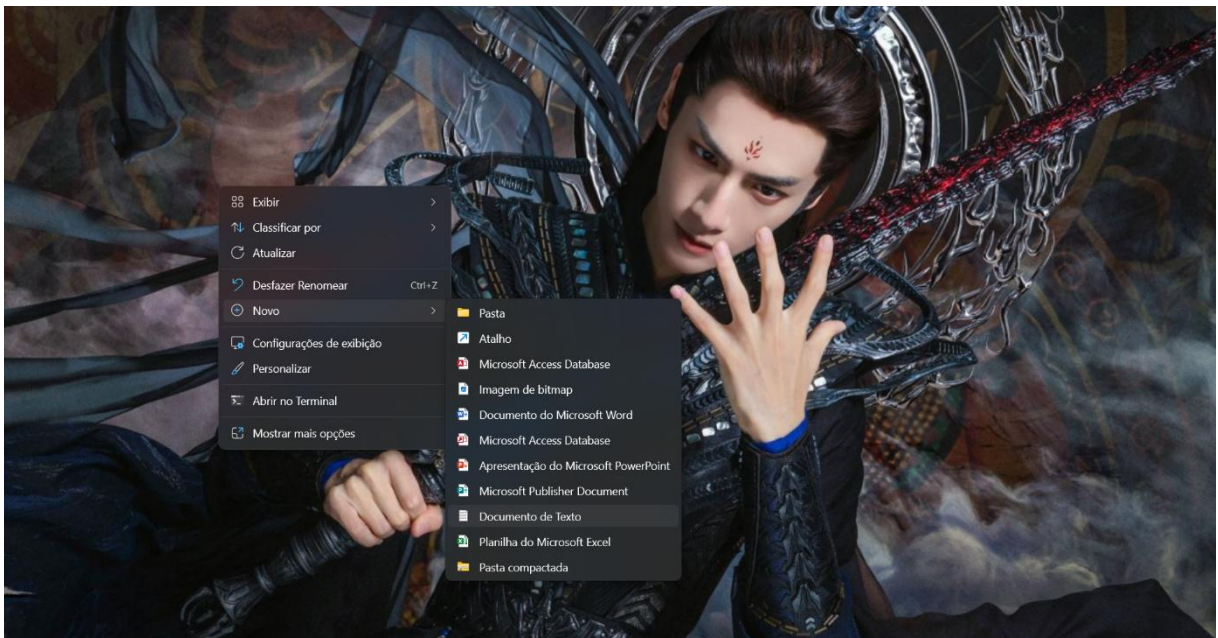 Exibir
Classificar por
Atualizar
Desfazer Renomear Ctrl+Z
Novo
Configurações de exibição
Personalizar
Abrir no Terminal
Mostrar mais opções
Pasta
Atalho
Microsoft Access Database
Imagem de bitmap
Documento do Microsoft Word
Microsoft Access Database
Apresentação do Microsoft PowerPoint
Microsoft Publisher Document
Documento de Texto
Planilha do Microsoft Excel
Pasta compactada